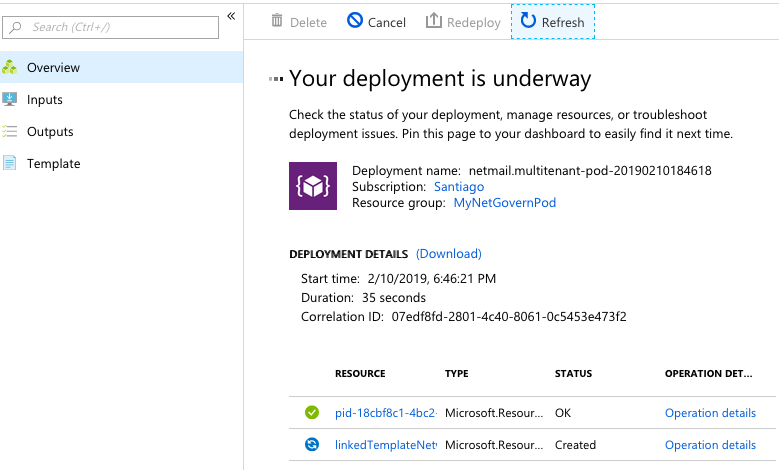 Search (Ctrl+/)
«
Delete Cancel Redeploy Refresh
Overview
Inputs
Outputs
Template
Your deployment is underway
Check the status of your deployment, manage resources, or troubleshoot
deployment issues. Pin this page to your dashboard to easily find it next time.
Deployment name: netmail.multitenant-pod-20190210184618
Subscription: Santiago
Resource group: MyNetGovernPod
DEPLOYMENT DETAILS (Download)
Start time: 2/10/2019, 6:46:21 PM
Duration: 35 seconds
Correlation ID: 07edf8fd-2801-4c40-8061-0c5453e473f2
RESOURCE TYPE STATUS OPERATION DET...
pid-18cbf8c1-4bc2- Microsoft.Resour... OK Operation details
linkedTemplateNet Microsoft.Resour... Created Operation details